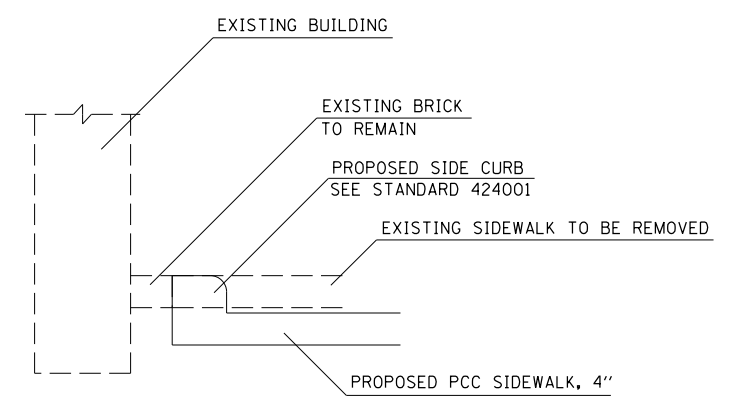 EXISTING BUILDING
EXISTING BRICK
TO REMAIN
PROPOSED SIDE CURB
SEE STANDARD 424001
EXISTING SIDEWALK TO BE REMOVED
PROPOSED PCC SIDEWALK, 4''